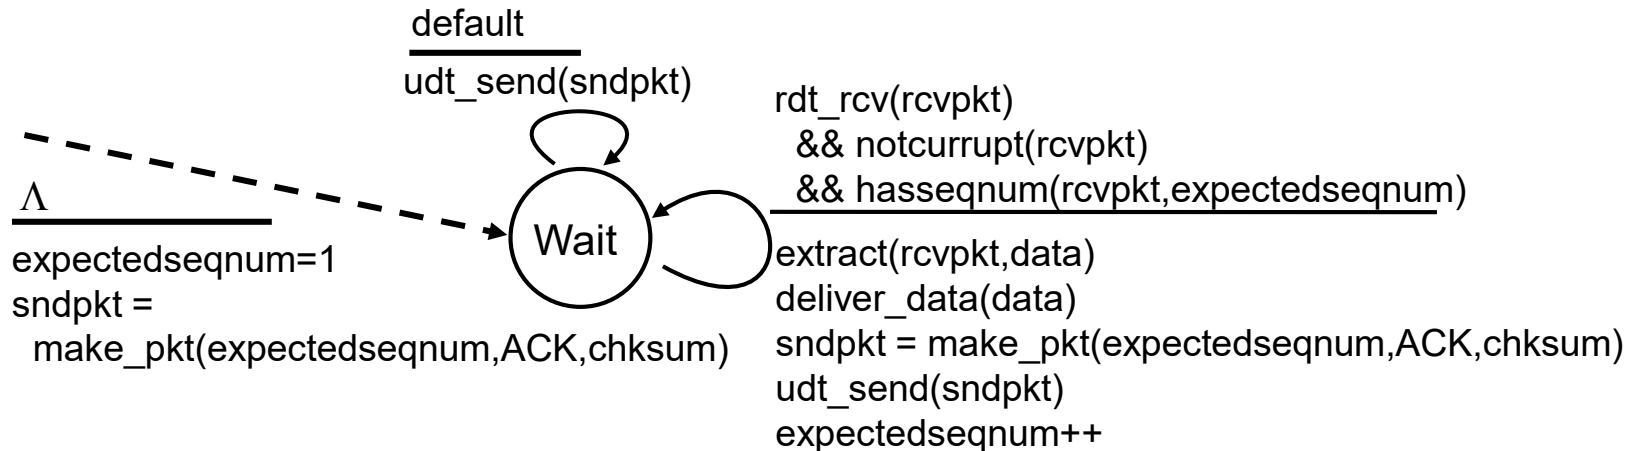 default
udt_send(sndpkt)
rdt_rcv(rcvpkt)
&& notcurrupt(rcvpkt)
&& hasseqnum(rcvpkt,expectedseqnum)
Λ
Wait
expectedseqnum=1
sndpkt =
make_pkt(expectedseqnum,ACK,chksum)
extract(rcvpkt,data)
deliver_data(data)
sndpkt = make_pkt(expectedseqnum,ACK,chksum)
udt_send(sndpkt)
expectedseqnum++